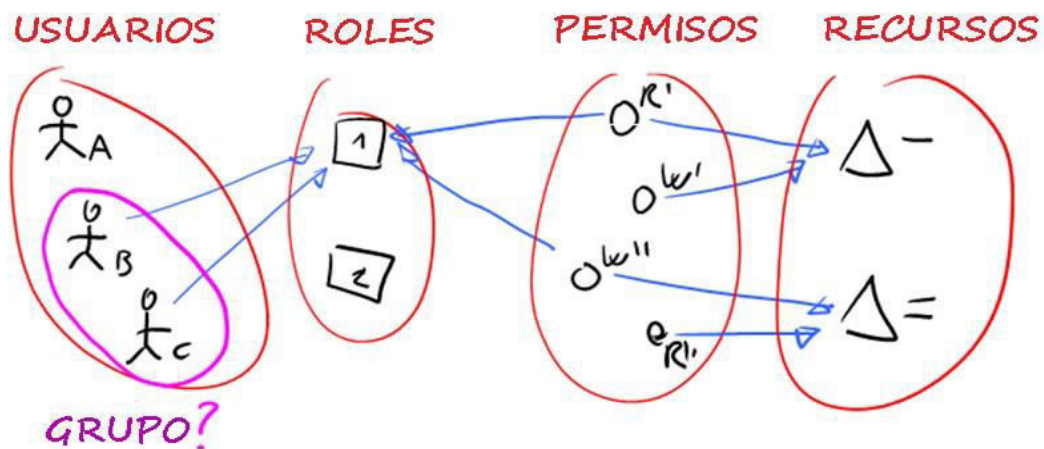 USUARIOS ROLES PERMISOS RECURSOS
A
B
C
GRUPO?
1
2
R'
W'
W''
R''